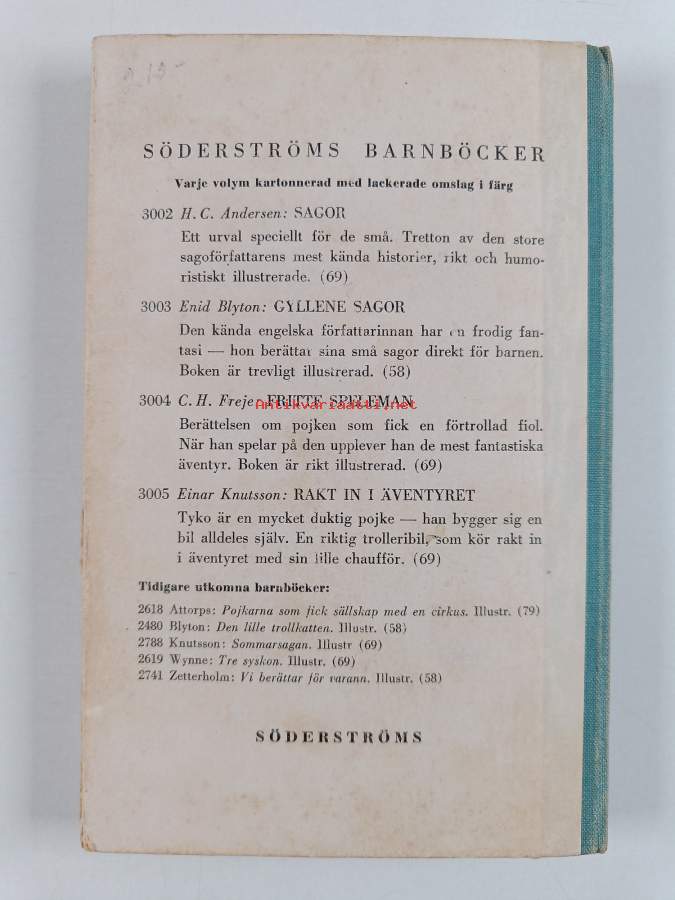 SÖDERSTRÖMS BARNBÖCKER
Varje volym kartonnerad med lackerade omslag i färg
3002 H. C. Andersen: SAGOR
Ett urval speciellt för de små. Tretton av den store
sagoförfattarens mest kända historier, rikt och humo-
ristiskt illustrerade. (69)
3003 Enid Blyton: GYLLENE SAGOR
Den kända engelska författarinnan har en frodig fan-
tasi — hon berättar sina små sagor direkt för barnen.
Boken är trevligt illustrerad. (58)
3004 C. H. Freje: FRITTE SPELEMAN
Antikvariaatti.net
Berättelsen om pojken som fick en förtrollad fiol.
När han spelar på den upplever han de mest fantastiska
äventyr. Boken är rikt illustrerad. (69)
3005 Einar Knutsson: RAKT IN I ÄVENTYRET
Tyko är en mycket duktig pojke — han bygger sig en
bil alldeles själv. En riktig trolleribil, som kör rakt in
i äventyret med sin lille chaufför. (69)
Tidigare utkomna barnböcker:
2618 Attorps: Pojkarna som fick sällskap med en cirkus. Illustr. (79)
2480 Blyton: Den lille trollkatten. Illustr. (58)
2788 Knutsson: Sommarsagan. Illustr (69)
2619 Wynne: Tre syskon. Illustr. (69)
2741 Zetterholm: Vi berättar för varann. Illustr. (58)
SÖDERSTRÖMS